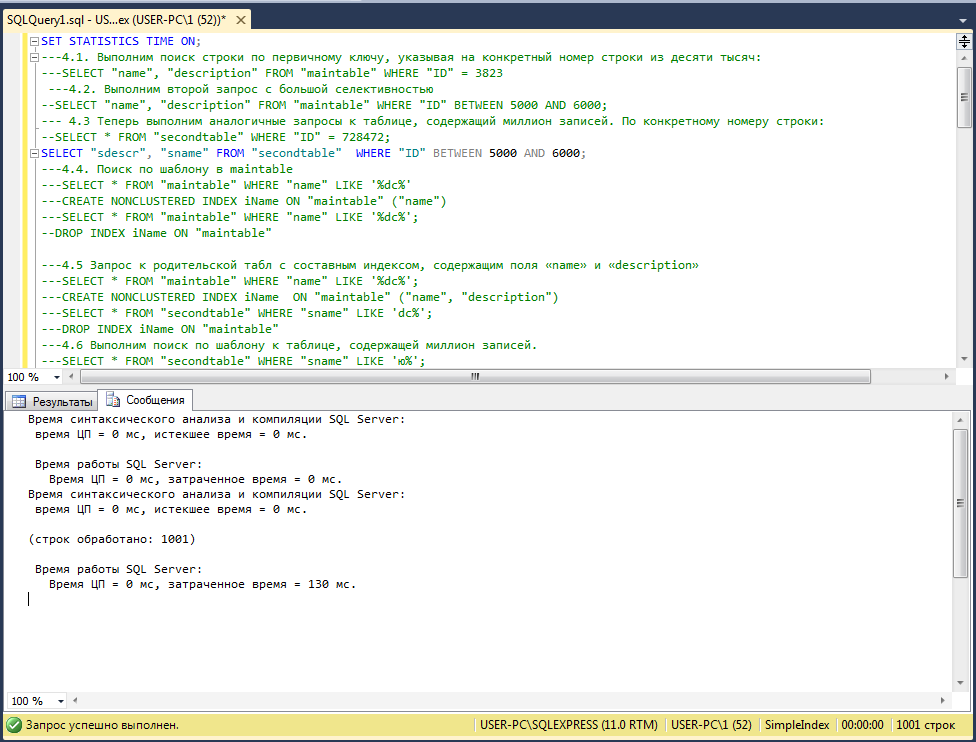 SQLQuery1.sql - US...ex (USER-PC\1 (52))*
SET STATISTICS TIME ON;
---4.1. Выполним поиск строки по первичному ключу, указывая на конкретный номер строки из десяти тысяч:
---SELECT "name", "description" FROM "maintable" WHERE "ID" = 3823
---4.2. Выполним второй запрос с большой селективностью
--SELECT "name", "description" FROM "maintable" WHERE "ID" BETWEEN 5000 AND 6000;
--- 4.3 Теперь выполним аналогичные запросы к таблице, содержащий миллион записей. По конкретному номеру строки:
--SELECT * FROM "secondtable" WHERE "ID" = 728472;
SELECT "sdescr", "sname" FROM "secondtable"  WHERE "ID" BETWEEN 5000 AND 6000;
---4.4. Поиск по шаблону в maintable
---SELECT * FROM "maintable" WHERE "name" LIKE '%dc%'
---CREATE NONCLUSTERED INDEX iName ON "maintable" ("name")
---SELECT * FROM "maintable" WHERE "name" LIKE '%dc%';
--DROP INDEX iName ON "maintable"
---4.5 Запрос к родительской табл с составным индексом, содержащим поля «name» и «description»
---SELECT * FROM "maintable" WHERE "name" LIKE '%dc%';
---CREATE NONCLUSTERED INDEX iName  ON "maintable" ("name", "description")
---SELECT * FROM "secondtable" WHERE "sname" LIKE 'dc%';
---DROP INDEX iName ON "maintable"
---4.6 Выполним поиск по шаблону к таблице, содержащей миллион записей.
---SELECT * FROM "secondtable" WHERE "sname" LIKE 'ю%';
100 %
Результаты Сообщения
Время синтаксического анализа и компиляции SQL Server:
время ЦП = 0 мс, истекшее время = 0 мс.
Время работы SQL Server:
Время ЦП = 0 мс, затраченное время = 0 мс.
Время синтаксического анализа и компиляции SQL Server:
время ЦП = 0 мс, истекшее время = 0 мс.
(строк обработано: 1001)
Время работы SQL Server:
Время ЦП = 0 мс, затраченное время = 130 мс.
100 %
Запрос успешно выполнен. USER-PC\SQLEXPRESS (11.0 RTM) USER-PC\1 (52) SimpleIndex 00:00:00 1001 строк